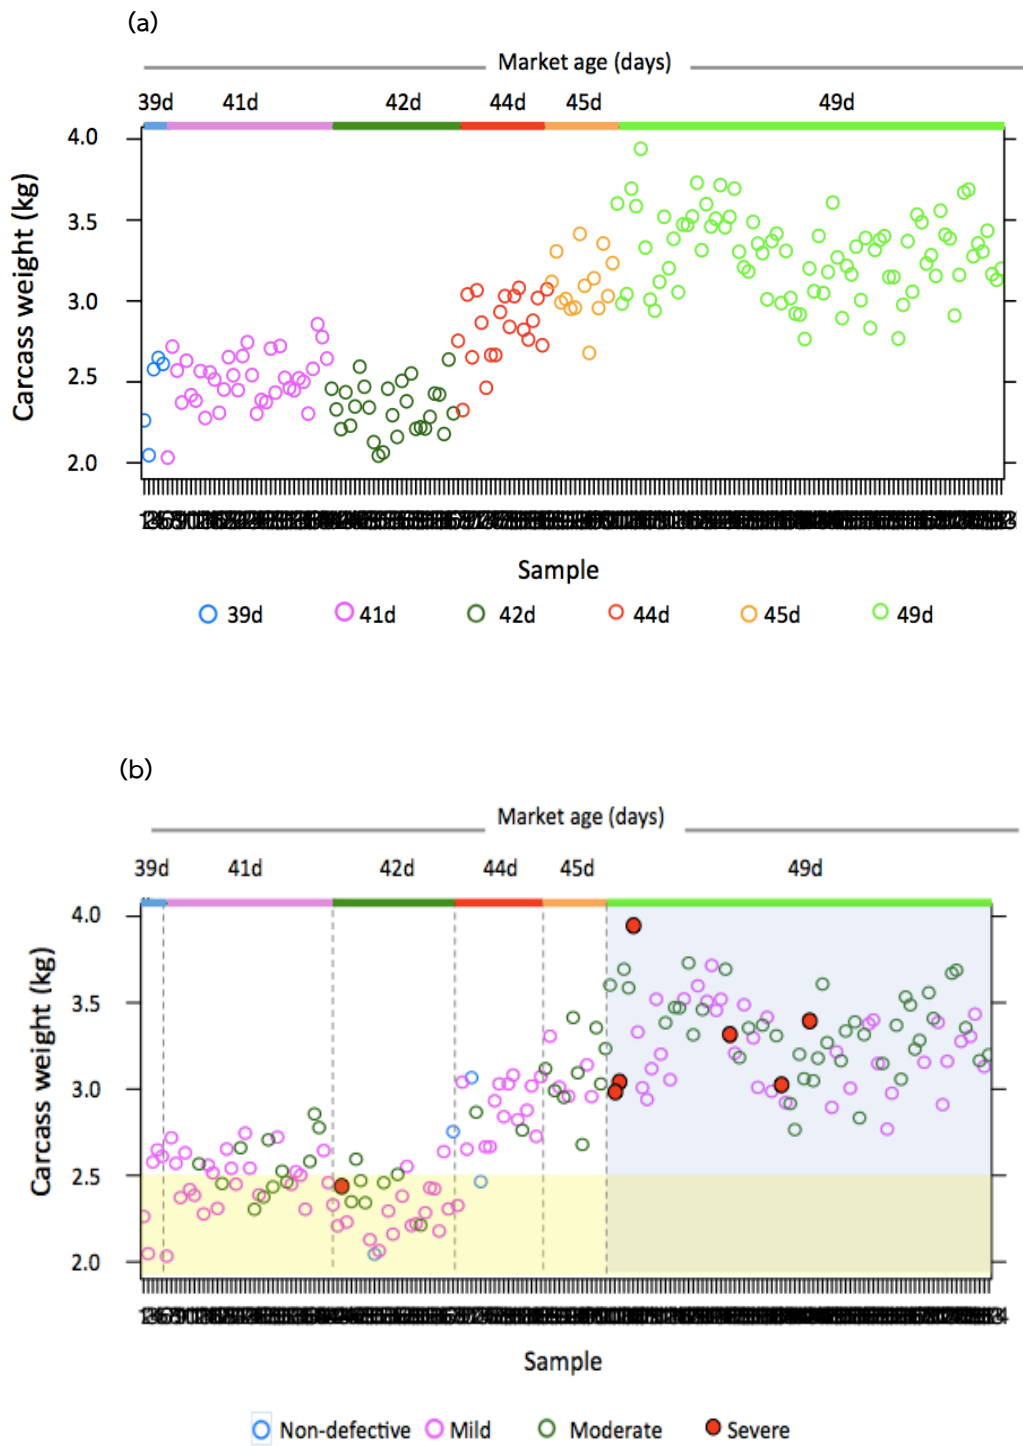 (a)
Market age (days)
39d 41d 42d 44d 45d 49d
Carcass weight (kg)
4.0
3.5
3.0
2.5
2.0
Sample
39d 41d 42d 44d 45d 49d
(b)
Market age (days)
39d 41d 42d 44d 45d 49d
Carcass weight (kg)
4.0
3.5
3.0
2.5
2.0
Sample
Non-defective Mild Moderate Severe